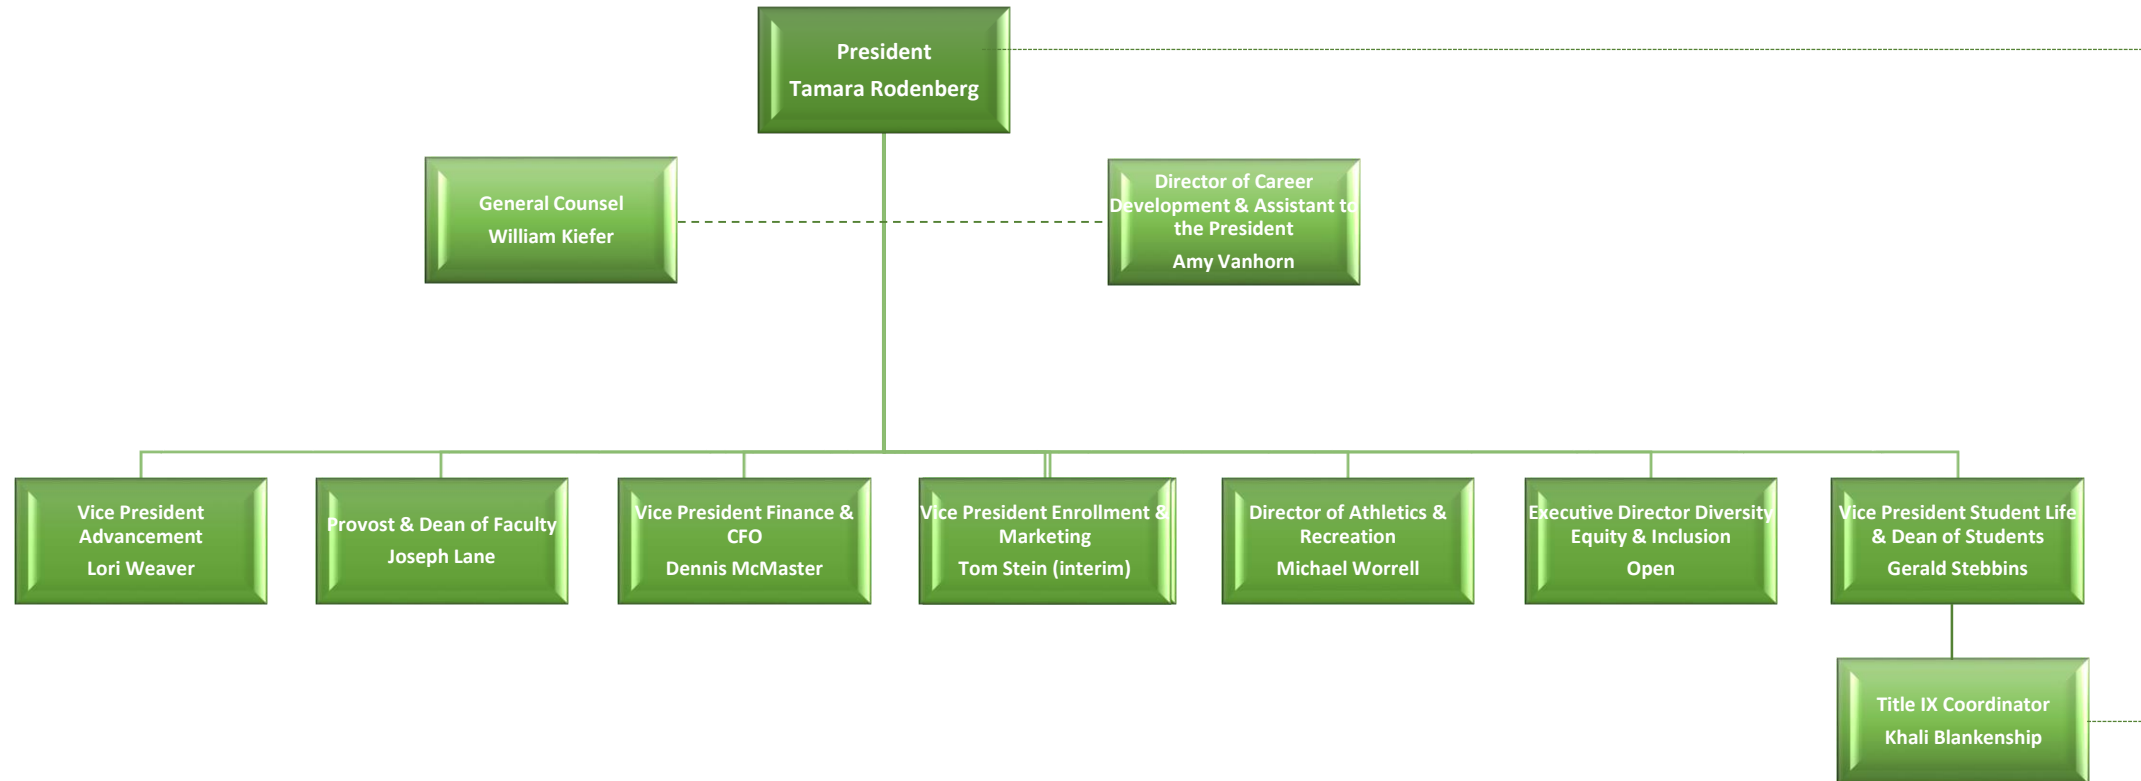 President
Tamara Rodenberg
General Counsel
William Kiefer
Director of Career
Development & Assistant to
the President
Amy Vanhorn
Vice President
Advancement
Lori Weaver
Provost & Dean of Faculty
Joseph Lane
Vice President Finance &
CFO
Dennis McMaster
Vice President Enrollment &
Marketing
Tom Stein (interim)
Director of Athletics &
Recreation
Michael Worrell
Executive Director Diversity
Equity & Inclusion
Open
Vice President Student Life
& Dean of Students
Gerald Stebbins
Title IX Coordinator
Khali Blankenship